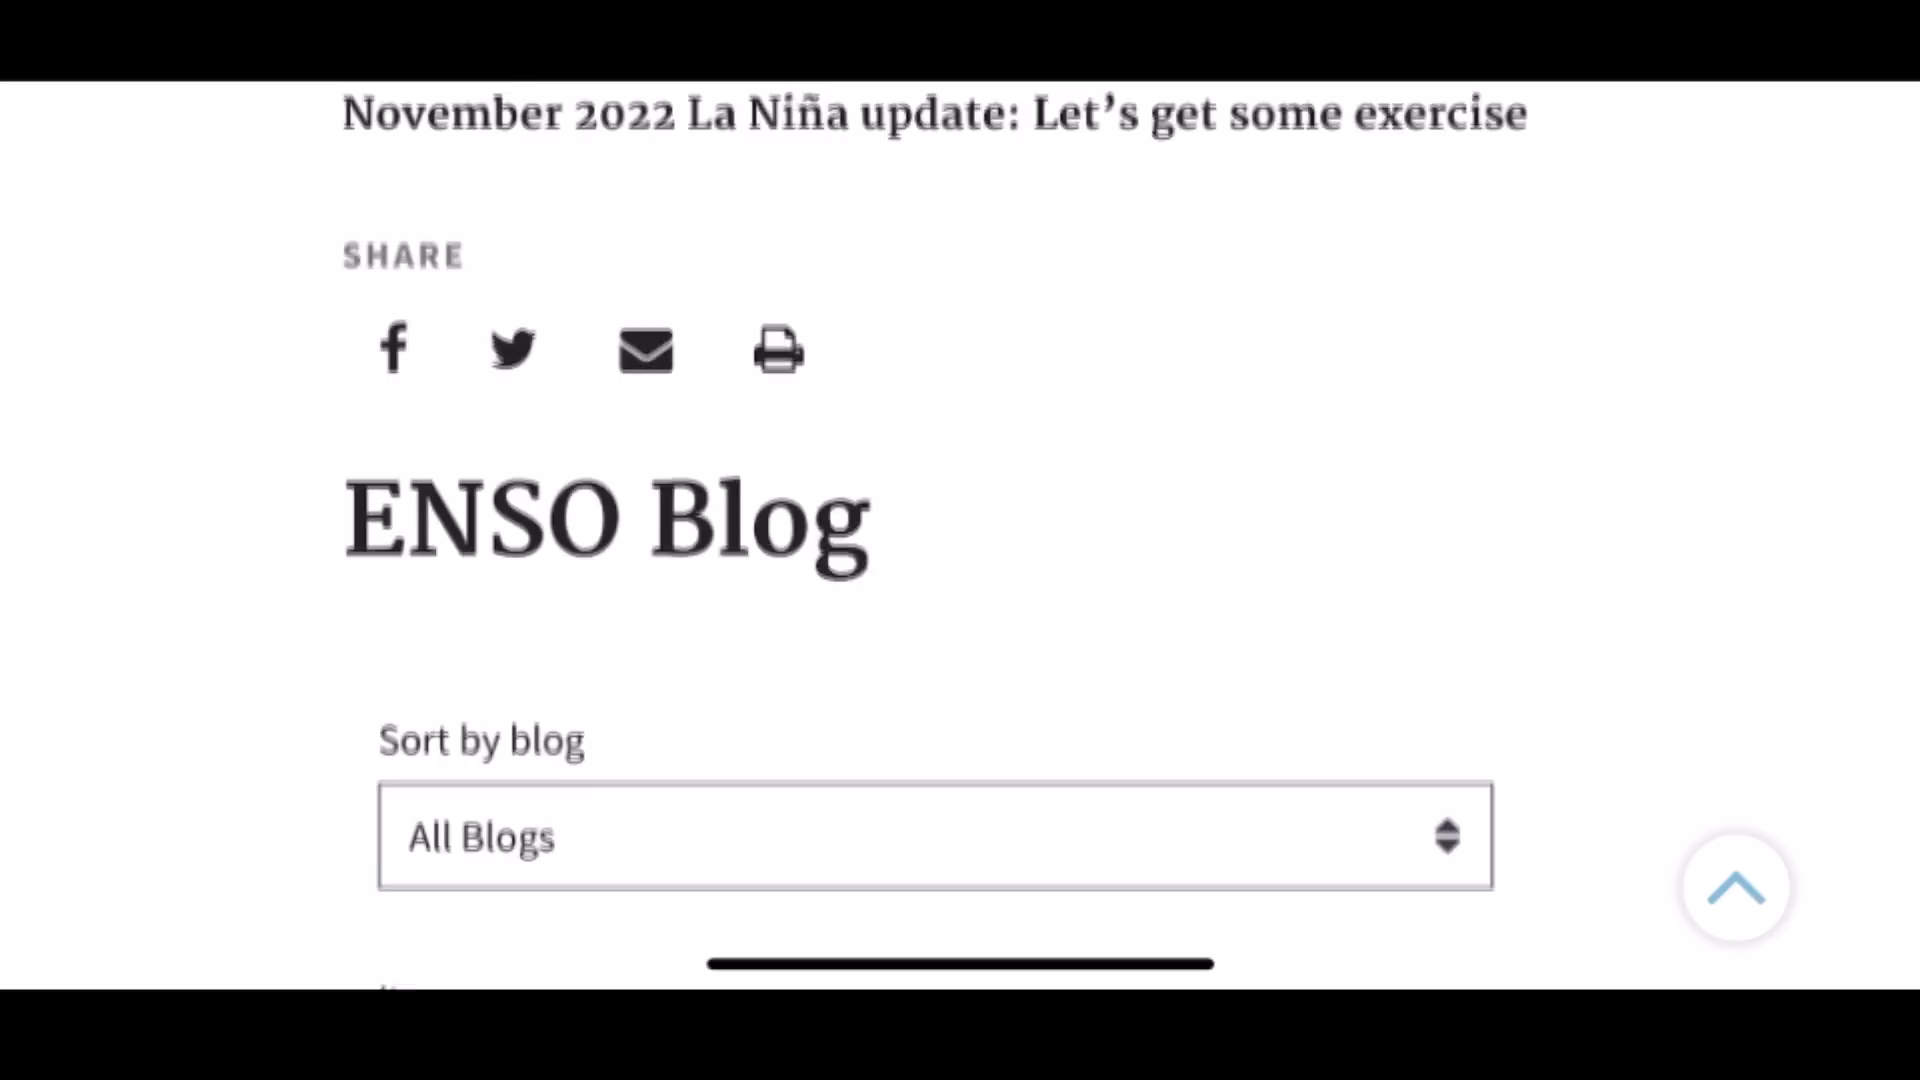 November 2022 La Niña update: Let’s get some exercise
SHARE
ENSO Blog
Sort by blog
All Blogs